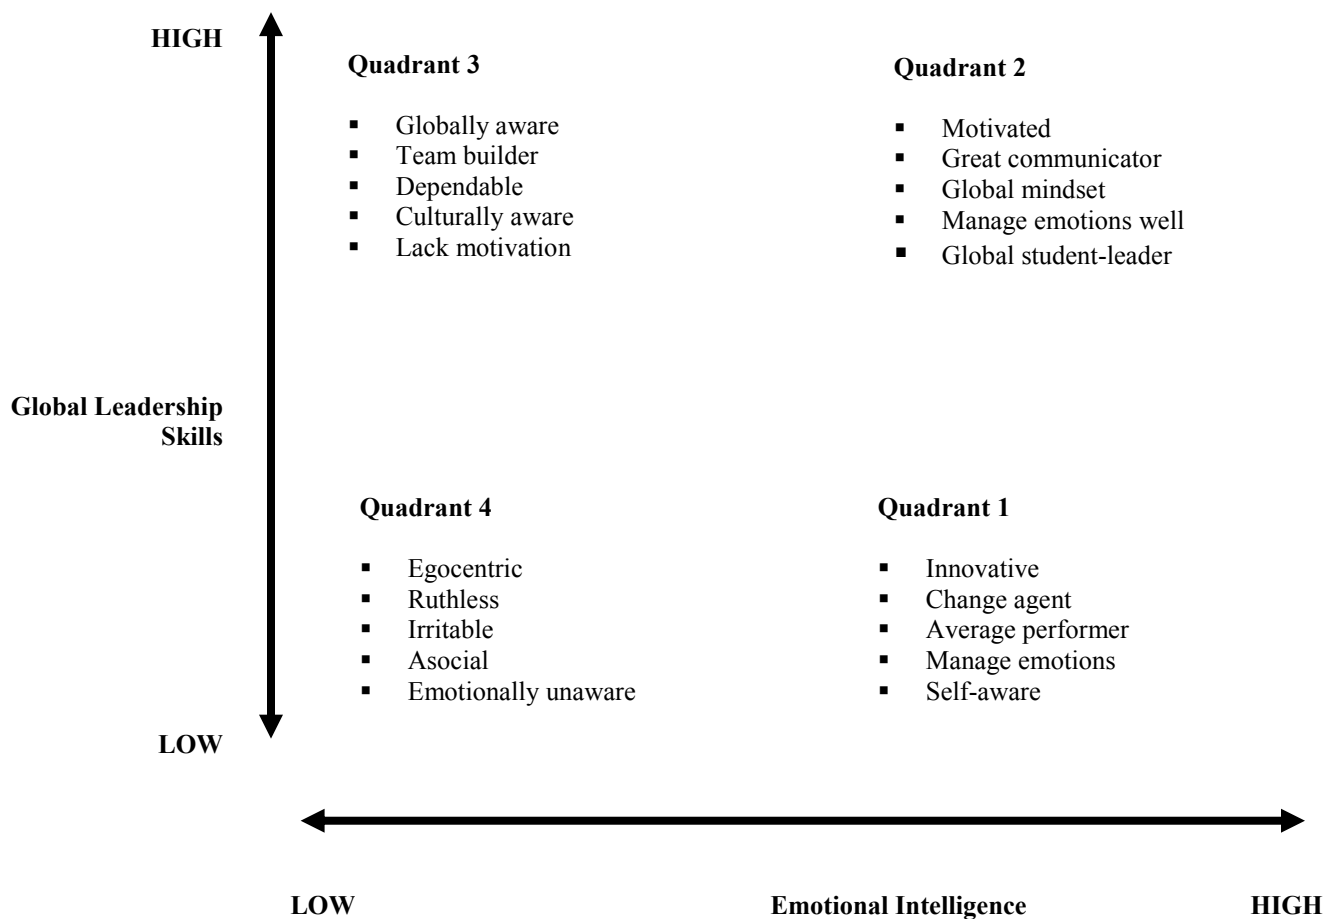 HIGH
Quadrant 3
▪ Globally aware
▪ Team builder
▪ Dependable
▪ Culturally aware
▪ Lack motivation
Quadrant 2
▪ Motivated
▪ Great communicator
▪ Global mindset
▪ Manage emotions well
▪ Global student-leader
Global Leadership
Skills
Quadrant 4
▪ Egocentric
▪ Ruthless
▪ Irritable
▪ Asocial
▪ Emotionally unaware
Quadrant 1
▪ Innovative
▪ Change agent
▪ Average performer
▪ Manage emotions
▪ Self-aware
LOW
LOW
Emotional Intelligence
HIGH